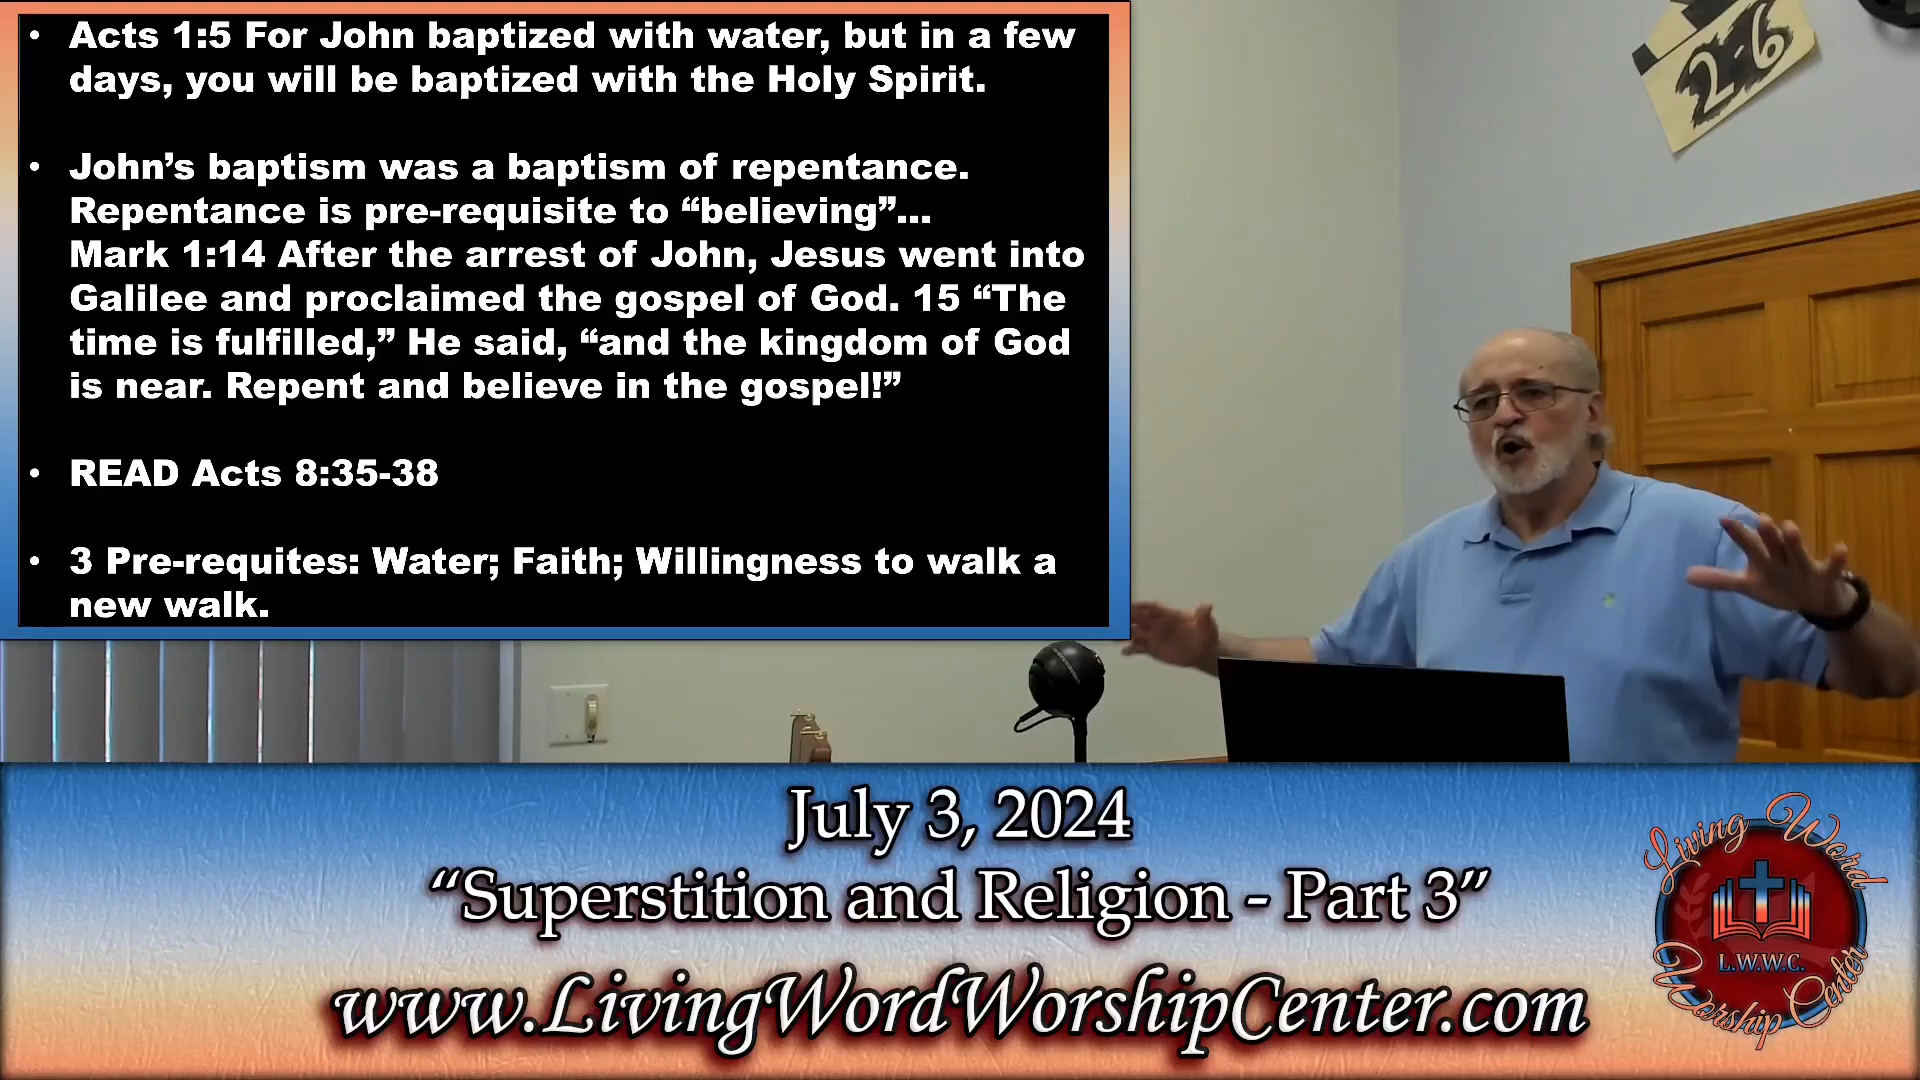 • Acts 1:5 For John baptized with water, but in a few
days, you will be baptized with the Holy Spirit.
• John’s baptism was a baptism of repentance.
Repentance is pre-requisite to “believing”...
Mark 1:14 After the arrest of John, Jesus went into
Galilee and proclaimed the gospel of God. 15 “The
time is fulfilled,” He said, “and the kingdom of God
is near. Repent and believe in the gospel!”
• READ Acts 8:35-38
• 3 Pre-requites: Water; Faith; Willingness to walk a
new walk.
2-6
July 3, 2024
“Superstition and Religion - Part 3”
www.LivingWordWorshipCenter.com
Living Word
L.W.W.C.
Worship Center